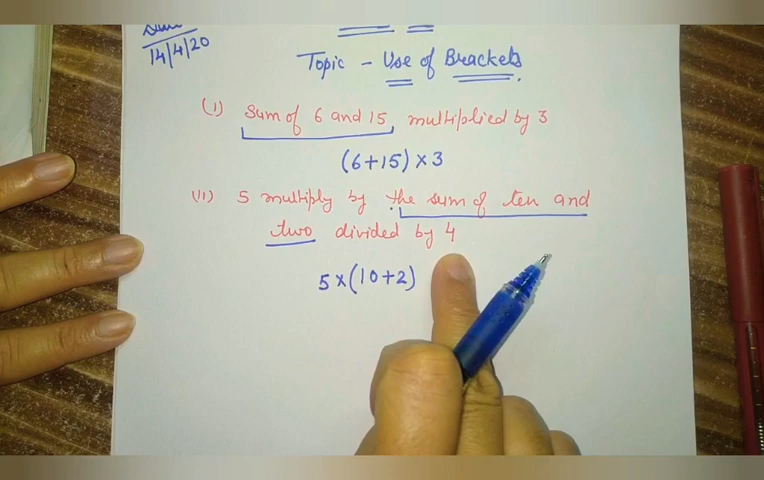 14/4/20
Topic - Use of Brackets.
(i) Sum of 6 and 15 multiplied by 3
(6+15) × 3
(ii) 5 multiply by the sum of ten and
two divided by 4
5×(10+2)